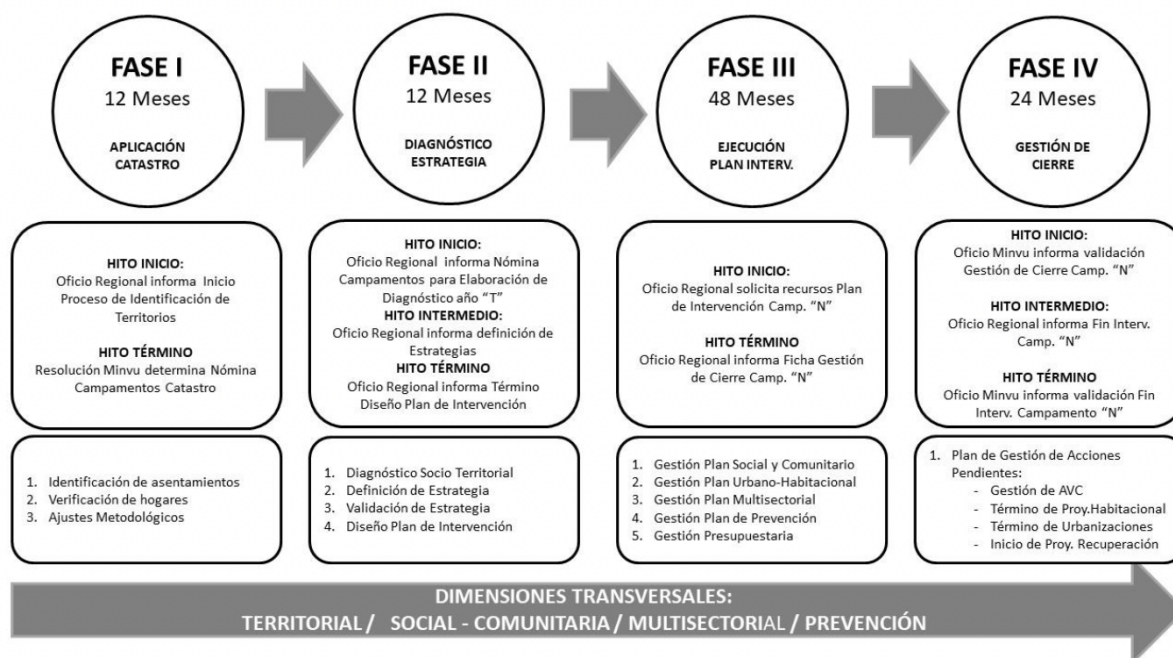 FASE I
12 Meses
APLICACIÓN
CATASTRO
FASE II
12 Meses
DIAGNÓSTICO
ESTRATEGIA
FASE III
48 Meses
EJECUCIÓN
PLAN INTERV.
FASE IV
24 Meses
GESTIÓN DE
CIERRE
HITO INICIO:
Oficio Regional informa Inicio
Proceso de Identificación de
Territorios
HITO TÉRMINO
Resolución Minvu determina Nómina
Campamentos Catastro
HITO INICIO:
Oficio Regional informa Nómina
Campamentos para Elaboración de
Diagnóstico año “T”
HITO INTERMEDIO:
Oficio Regional informa definición de
Estrategias
HITO TÉRMINO
Oficio Regional informa Término
Diseño Plan de Intervención
HITO INICIO:
Oficio Regional solicita recursos Plan
de Intervención Camp. “N”
HITO TÉRMINO
Oficio Regional informa Ficha Gestión
de Cierre Camp. “N”
HITO INICIO:
Oficio Minvu informa validación
Gestión de Cierre Camp. “N”
HITO INTERMEDIO:
Oficio Regional informa Fin Interv.
Camp. “N”
HITO TÉRMINO
Oficio Minvu informa validación Fin
Interv. Campamento “N”
1. Identificación de asentamientos
2. Verificación de hogares
3. Ajustes Metodológicos
1. Diagnóstico Socio Territorial
2. Definición de Estrategia
3. Validación de Estrategia
4. Diseño Plan de Intervención
1. Gestión Plan Social y Comunitario
2. Gestión Plan Urbano-Habitacional
3. Gestión Plan Multisectorial
4. Gestión Plan de Prevención
5. Gestión Presupuestaria
1. Plan de Gestión de Acciones
Pendientes:
- Gestión de AVC
- Término de Proy.Habitacional
- Término de Urbanizaciones
- Inicio de Proy. Recuperación
DIMENSIONES TRANSVERSALES:
TERRITORIAL / SOCIAL - COMUNITARIA / MULTISECTORIAL / PREVENCIÓN